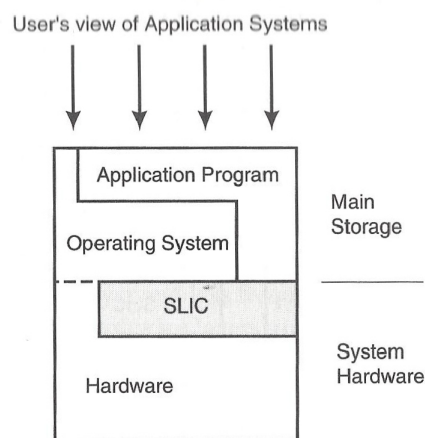 User's view of Application Systems
Application Program
Main
Storage
Operating System
SLIC
System
Hardware
Hardware